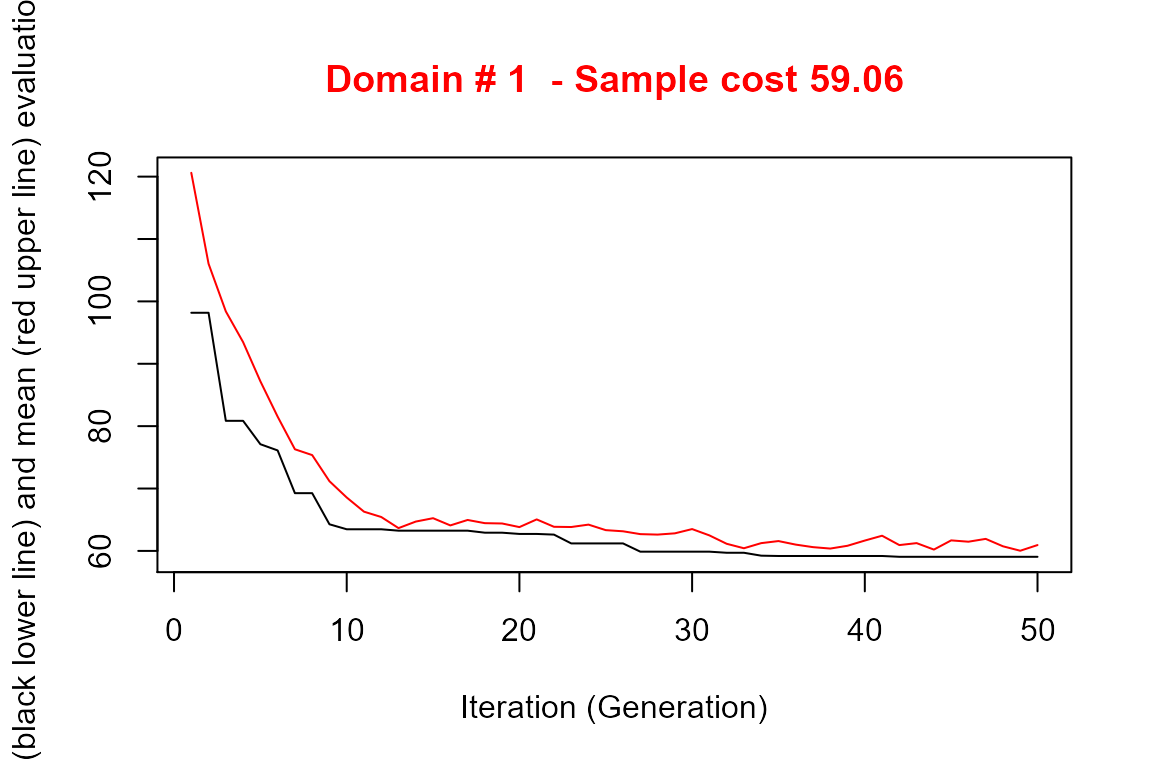 Domain # 1 - Sample cost 59.06
(black lower line) and mean (red upper line) evaluatio
120
100
80
60
0 10 20 30 40 50
Iteration (Generation)